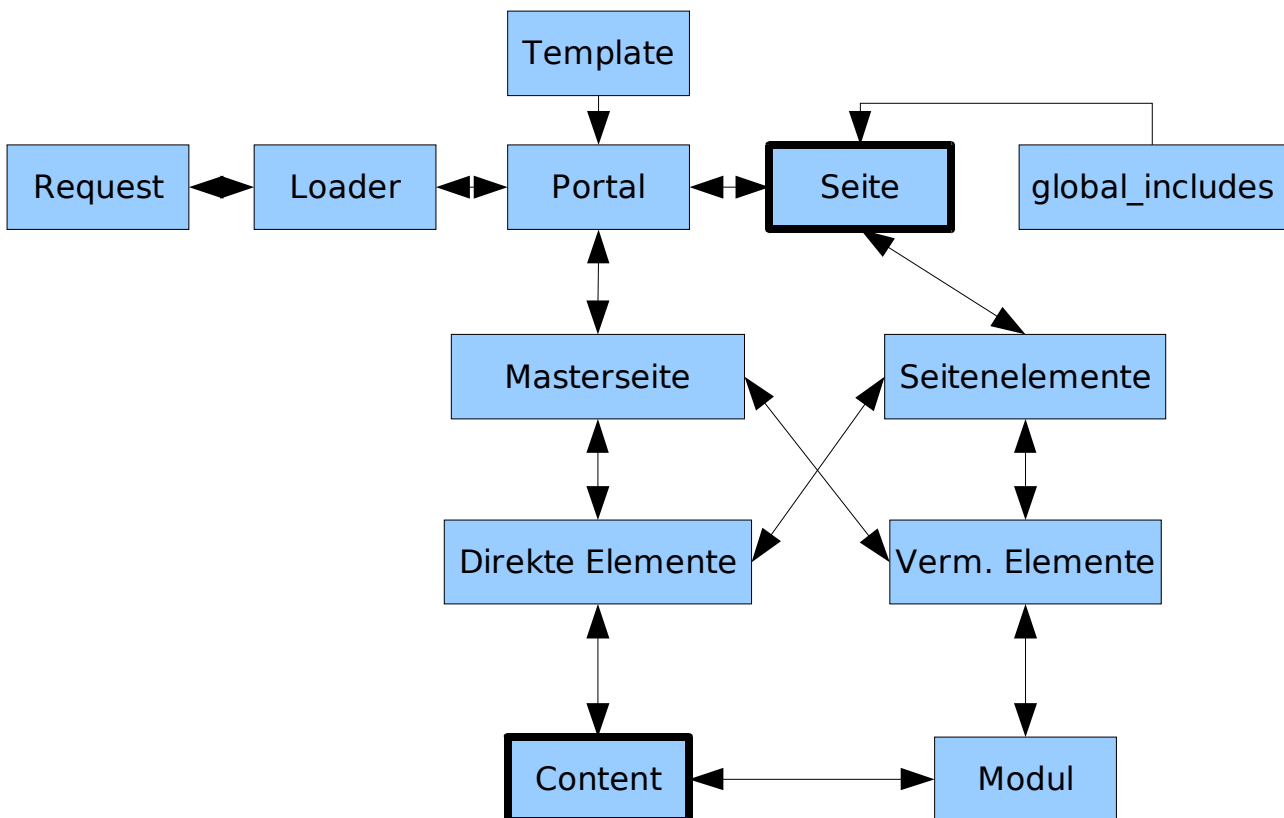 Template
Request
Loader
Portal
Seite
global_includes
Masterseite
Seitenelemente
Direkte Elemente
Verm. Elemente
Content
Modul